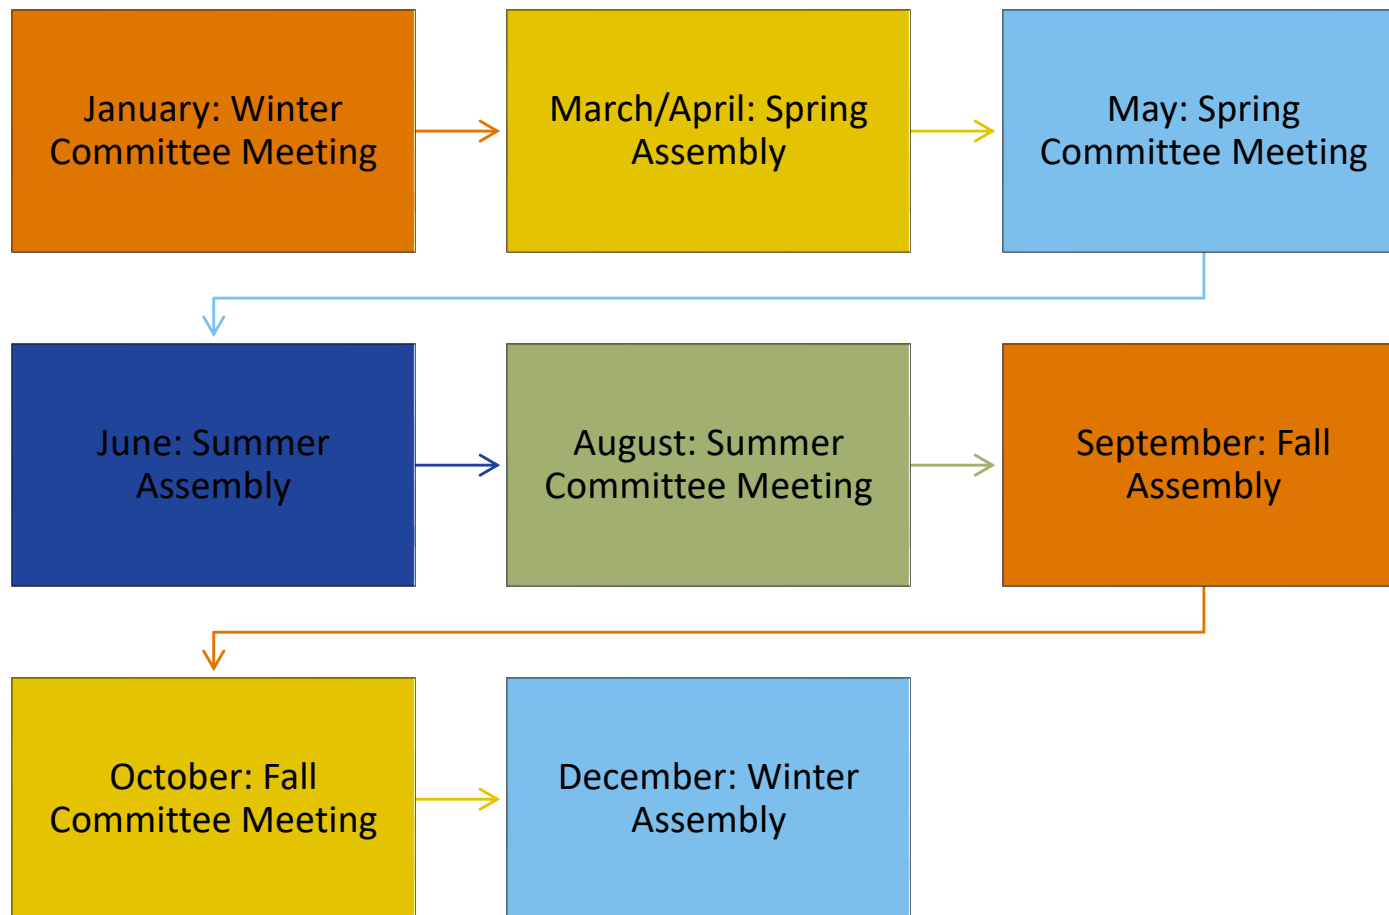 January: Winter
Committee Meeting
March/April: Spring
Assembly
May: Spring
Committee Meeting
June: Summer
Assembly
August: Summer
Committee Meeting
September: Fall
Assembly
October: Fall
Committee Meeting
December: Winter
Assembly